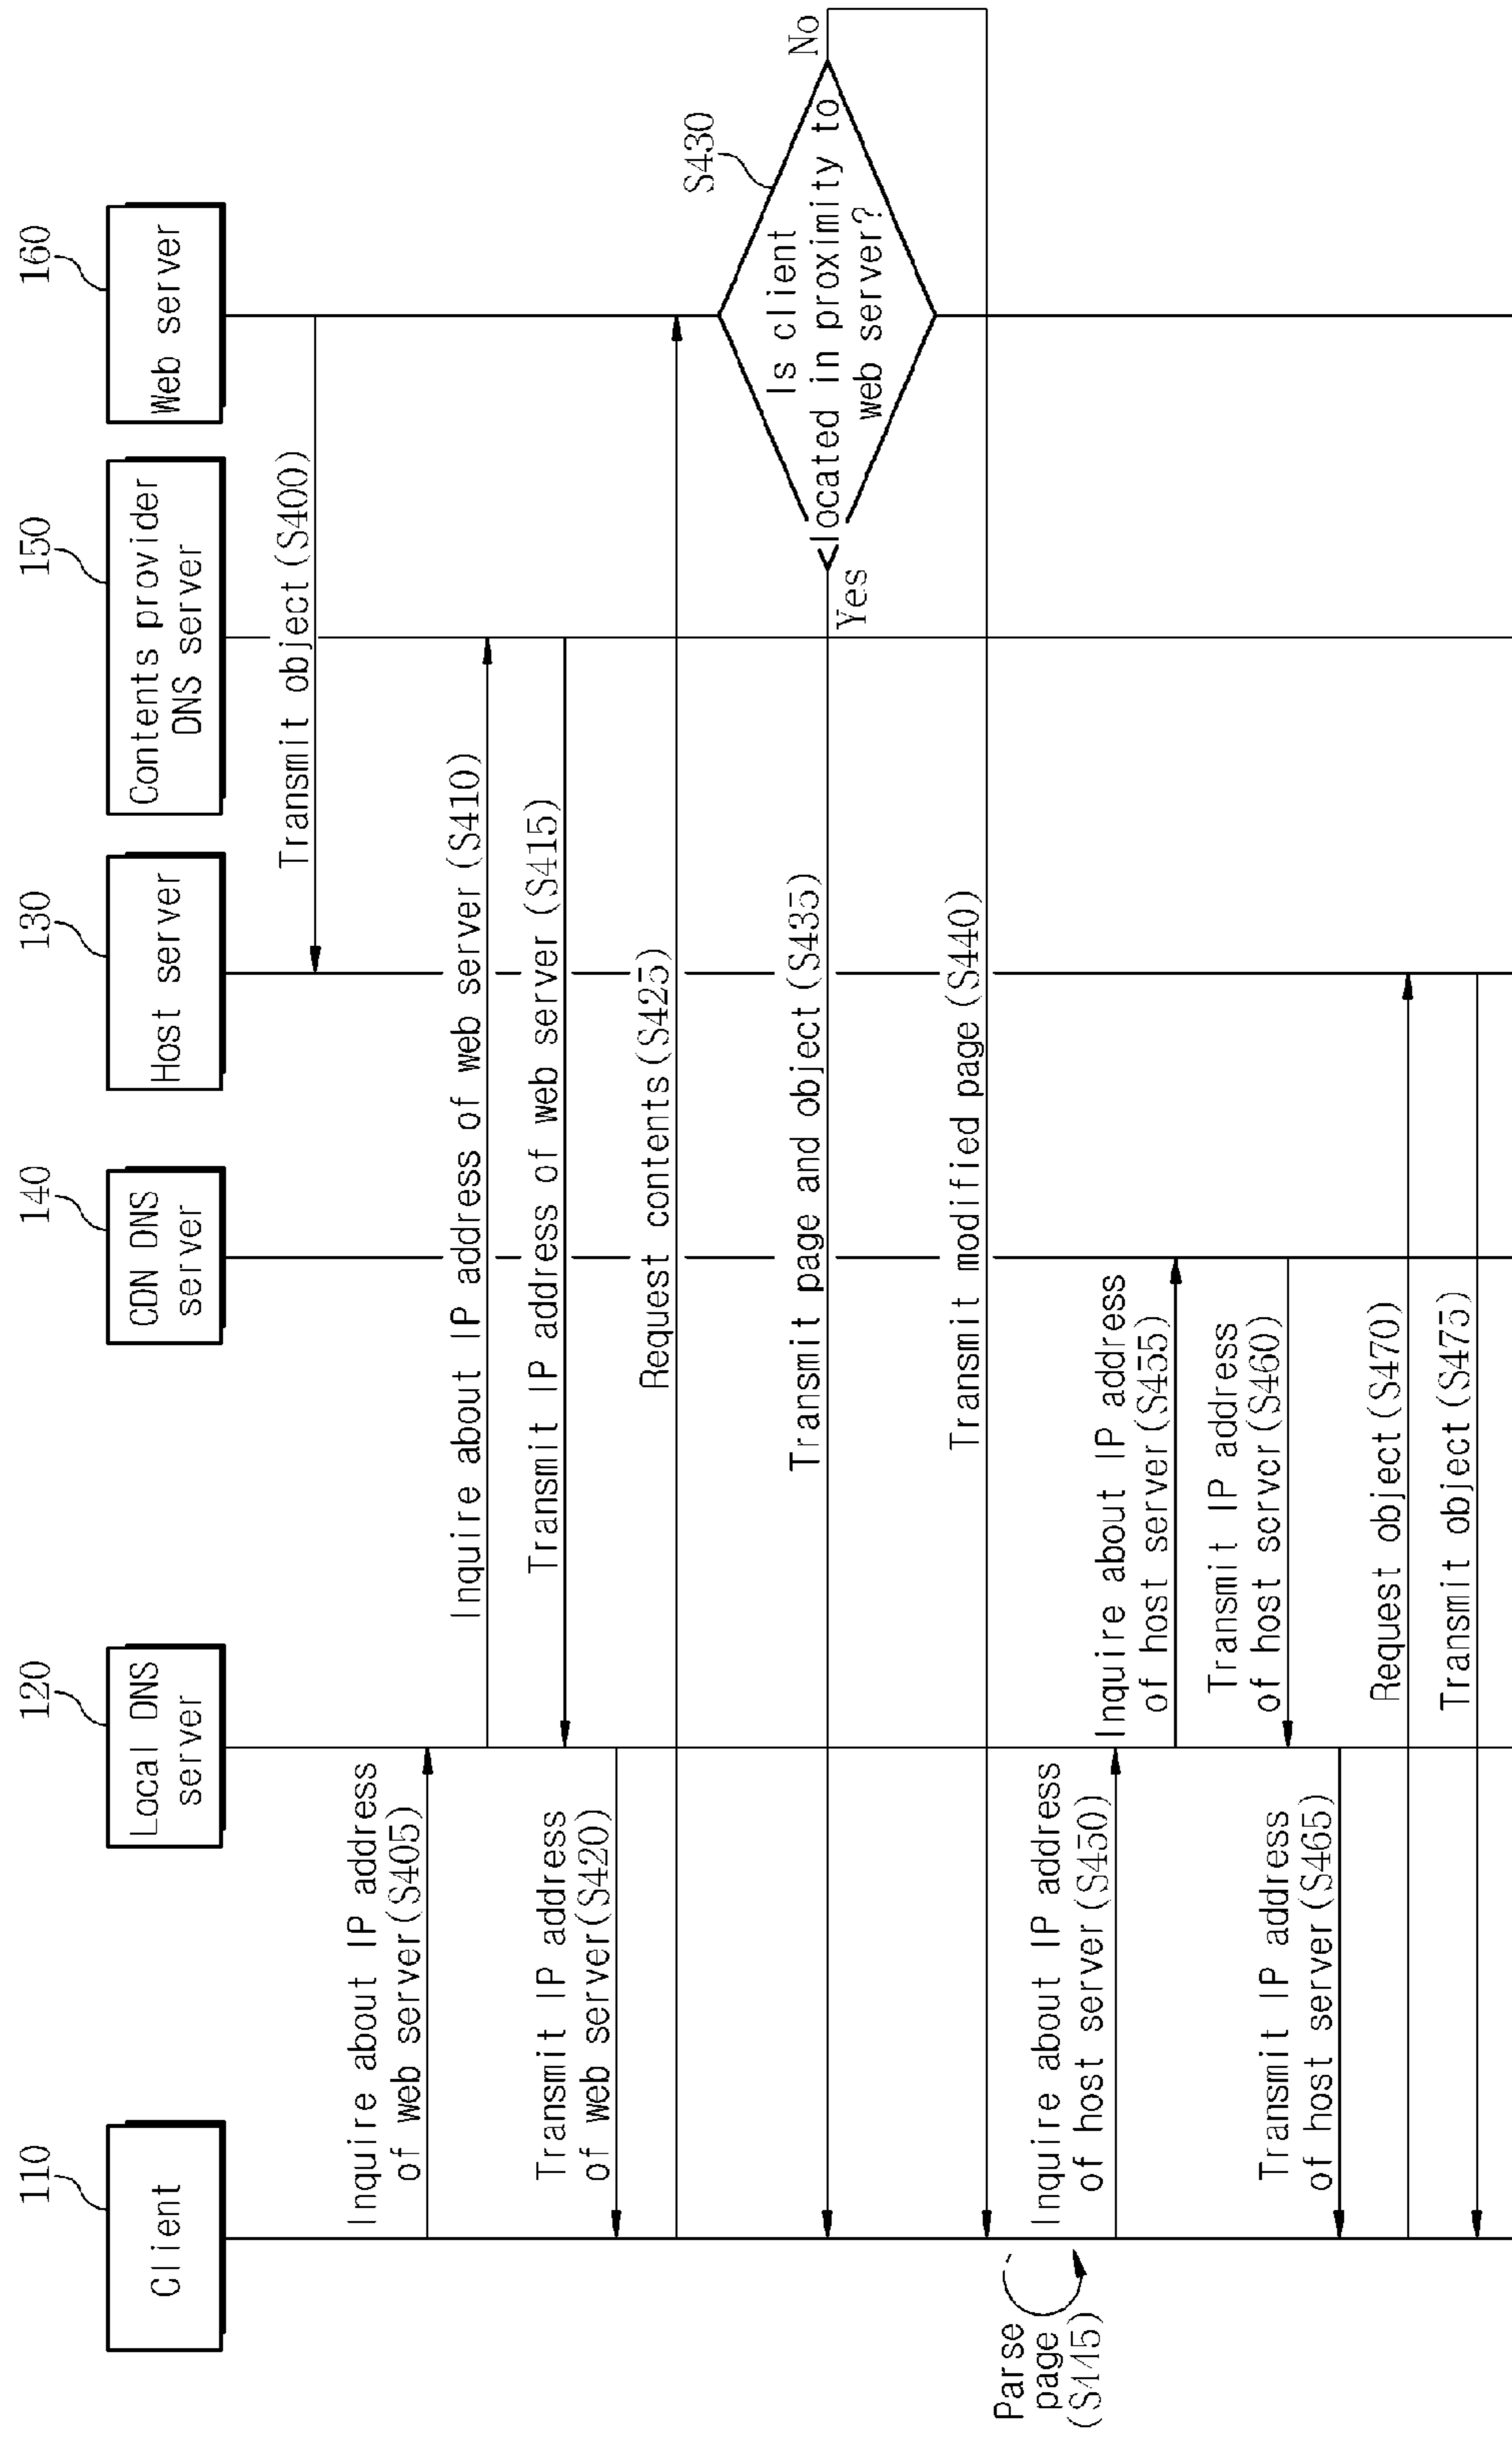 110
Client
120
Local DNS
server
140
CDN DNS
server
130
Host server
150
Contents provider
DNS server
160
Web server
Transmit object(S400)
Inquire about IP address
of web server(S405)
Inquire about IP address of web server(S410)
Transmit IP address of web server(S415)
Transmit IP address
of web server(S420)
Request contents(S425)
S430
Is client
located in proximity to
web server?
Yes
No
Transmit page and object(S435)
Transmit modified page(S440)
Parse
page
(S445)
Inquire about IP address
of host server(S450)
Inquire about IP address
of host server(S455)
Transmit IP address
of host server(S460)
Transmit IP address
of host server(S465)
Request object(S470)
Transmit object(S475)